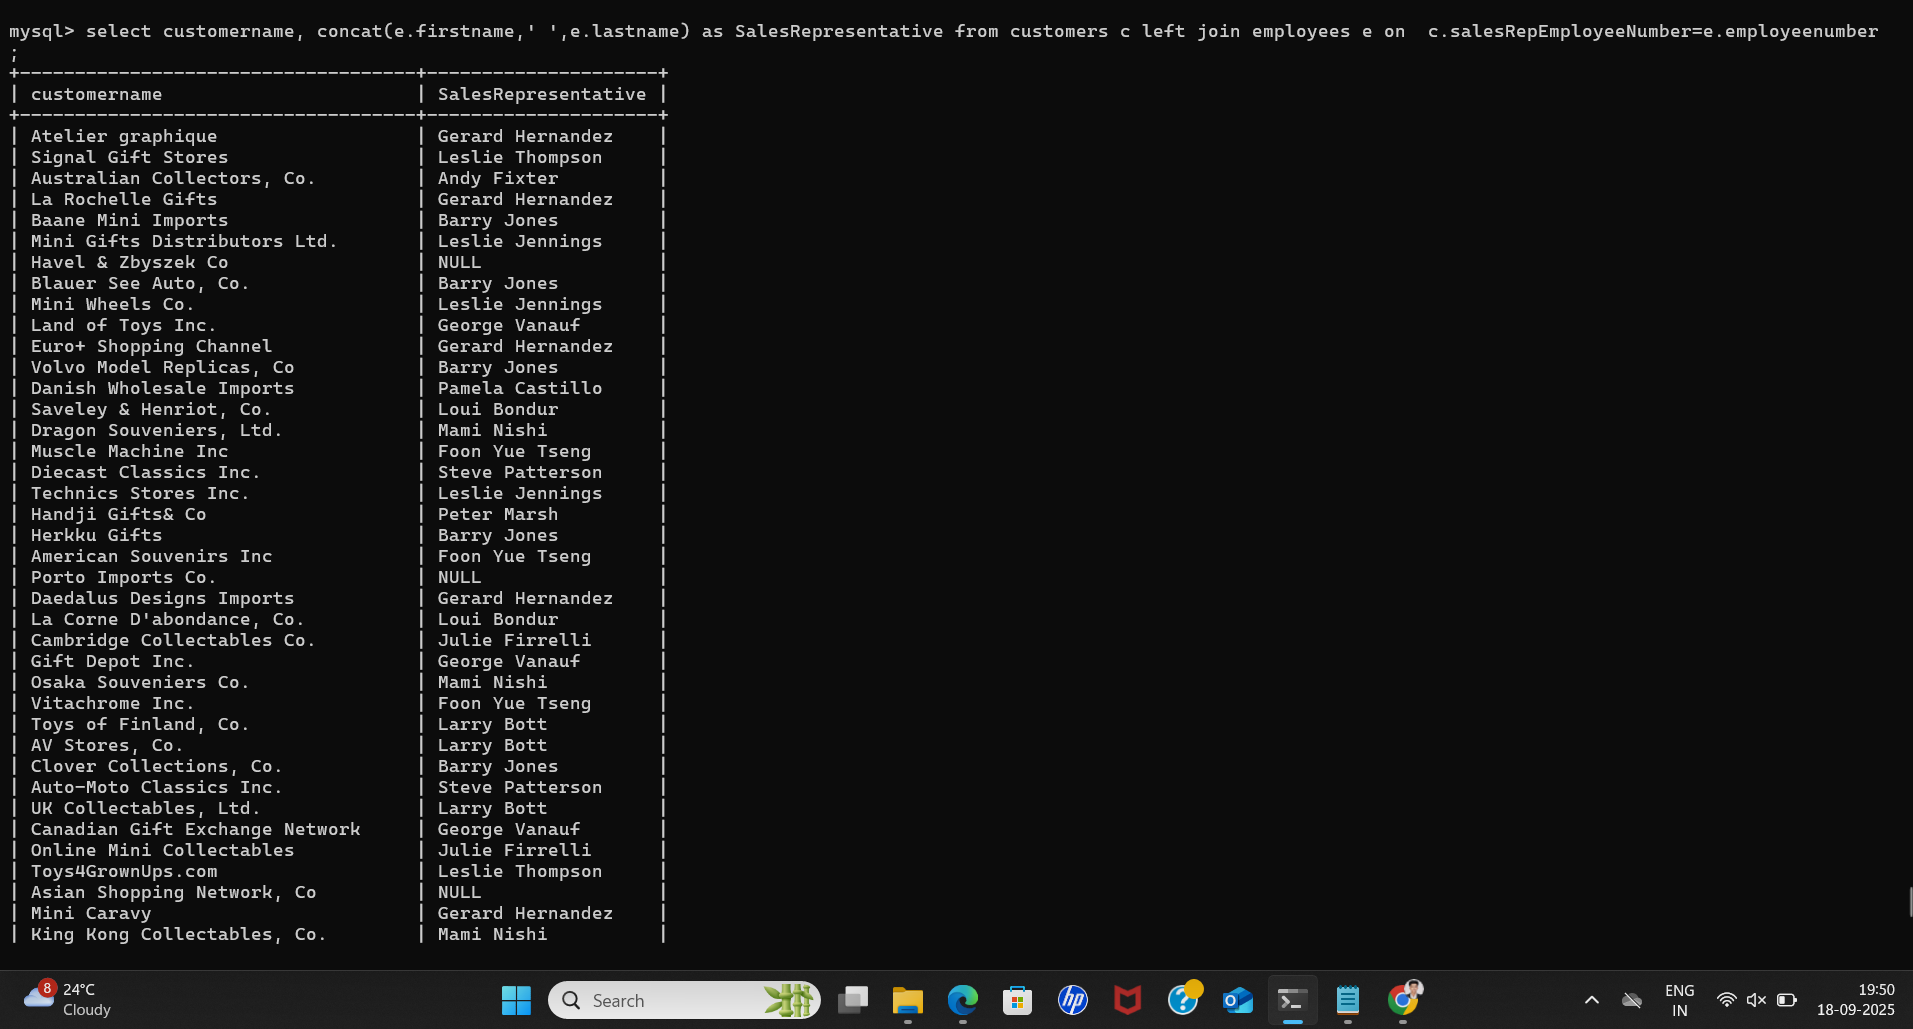 mysql> select customername, concat(e.firstname,' ',e.lastname) as SalesRepresentative from customers c left join employees e on  c.salesRepEmployeeNumber=e.employeenumber
;
+------------------------------------+---------------------+
| customername                       | SalesRepresentative |
+------------------------------------+---------------------+
| Atelier graphique                  | Gerard Hernandez    |
| Signal Gift Stores                 | Leslie Thompson     |
| Australian Collectors, Co.         | Andy Fixter         |
| La Rochelle Gifts                  | Gerard Hernandez    |
| Baane Mini Imports                 | Barry Jones         |
| Mini Gifts Distributors Ltd.       | Leslie Jennings     |
| Havel & Zbyszek Co                 | NULL                |
| Blauer See Auto, Co.               | Barry Jones         |
| Mini Wheels Co.                    | Leslie Jennings     |
| Land of Toys Inc.                  | George Vanauf       |
| Euro+ Shopping Channel             | Gerard Hernandez    |
| Volvo Model Replicas, Co           | Barry Jones         |
| Danish Wholesale Imports           | Pamela Castillo     |
| Saveley & Henriot, Co.             | Loui Bondur         |
| Dragon Souveniers, Ltd.            | Mami Nishi          |
| Muscle Machine Inc                 | Foon Yue Tseng      |
| Diecast Classics Inc.              | Steve Patterson     |
| Technics Stores Inc.               | Leslie Jennings     |
| Handji Gifts& Co                   | Peter Marsh         |
| Herkku Gifts                       | Barry Jones         |
| American Souvenirs Inc             | Foon Yue Tseng      |
| Porto Imports Co.                  | NULL                |
| Daedalus Designs Imports           | Gerard Hernandez    |
| La Corne D'abondance, Co.          | Loui Bondur         |
| Cambridge Collectables Co.         | Julie Firrelli      |
| Gift Depot Inc.                    | George Vanauf       |
| Osaka Souveniers Co.               | Mami Nishi          |
| Vitachrome Inc.                    | Foon Yue Tseng      |
| Toys of Finland, Co.               | Larry Bott          |
| AV Stores, Co.                     | Larry Bott          |
| Clover Collections, Co.            | Barry Jones         |
| Auto-Moto Classics Inc.            | Steve Patterson     |
| UK Collectables, Ltd.              | Larry Bott          |
| Canadian Gift Exchange Network     | George Vanauf       |
| Online Mini Collectables           | Julie Firrelli      |
| Toys4GrownUps.com                  | Leslie Thompson     |
| Asian Shopping Network, Co         | NULL                |
| Mini Caravy                        | Gerard Hernandez    |
| King Kong Collectables, Co.        | Mami Nishi          |
8
24°C
Cloudy
Search
hp
ENG
IN
19:50
18-09-2025